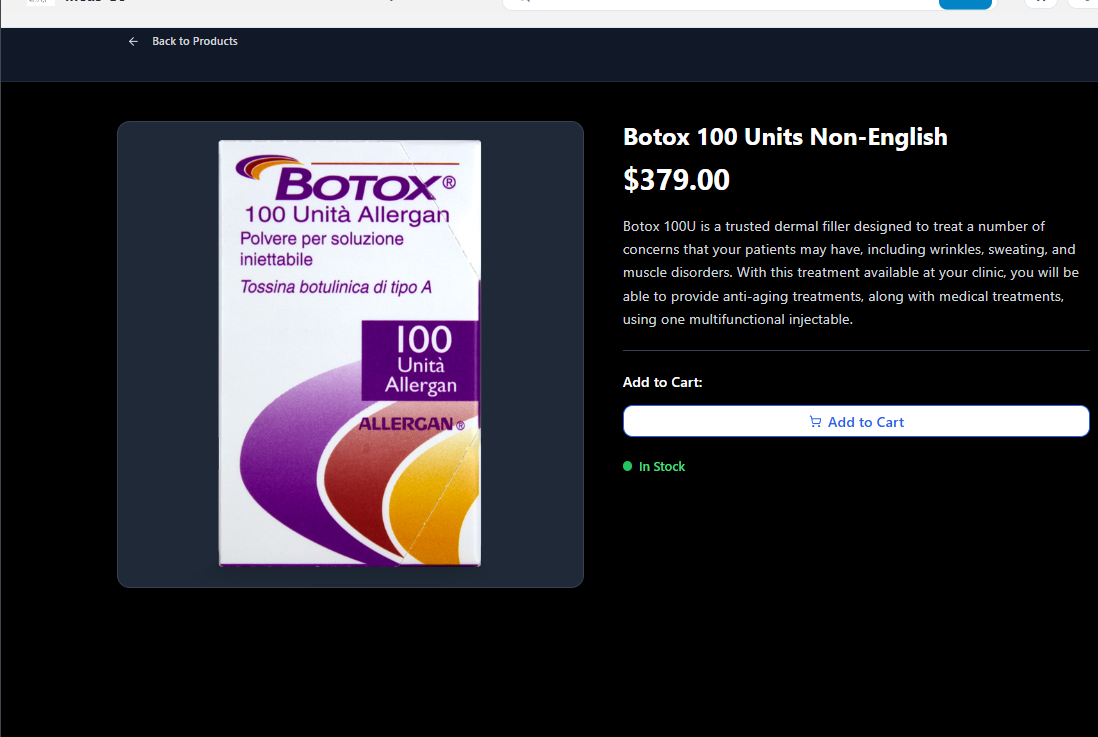 Back to Products
BOTOX®
100 Unità Allergan
Polvere per soluzione
iniettabile
Tossina botulinica di tipo A
100
Unità
Allergan
ALLERGAN®
Botox 100 Units Non-English
$379.00
Botox 100U is a trusted dermal filler designed to treat a number of
concerns that your patients may have, including wrinkles, sweating, and
muscle disorders. With this treatment available at your clinic, you will be
able to provide anti-aging treatments, along with medical treatments,
using one multifunctional injectable.
Add to Cart:
Add to Cart
In Stock